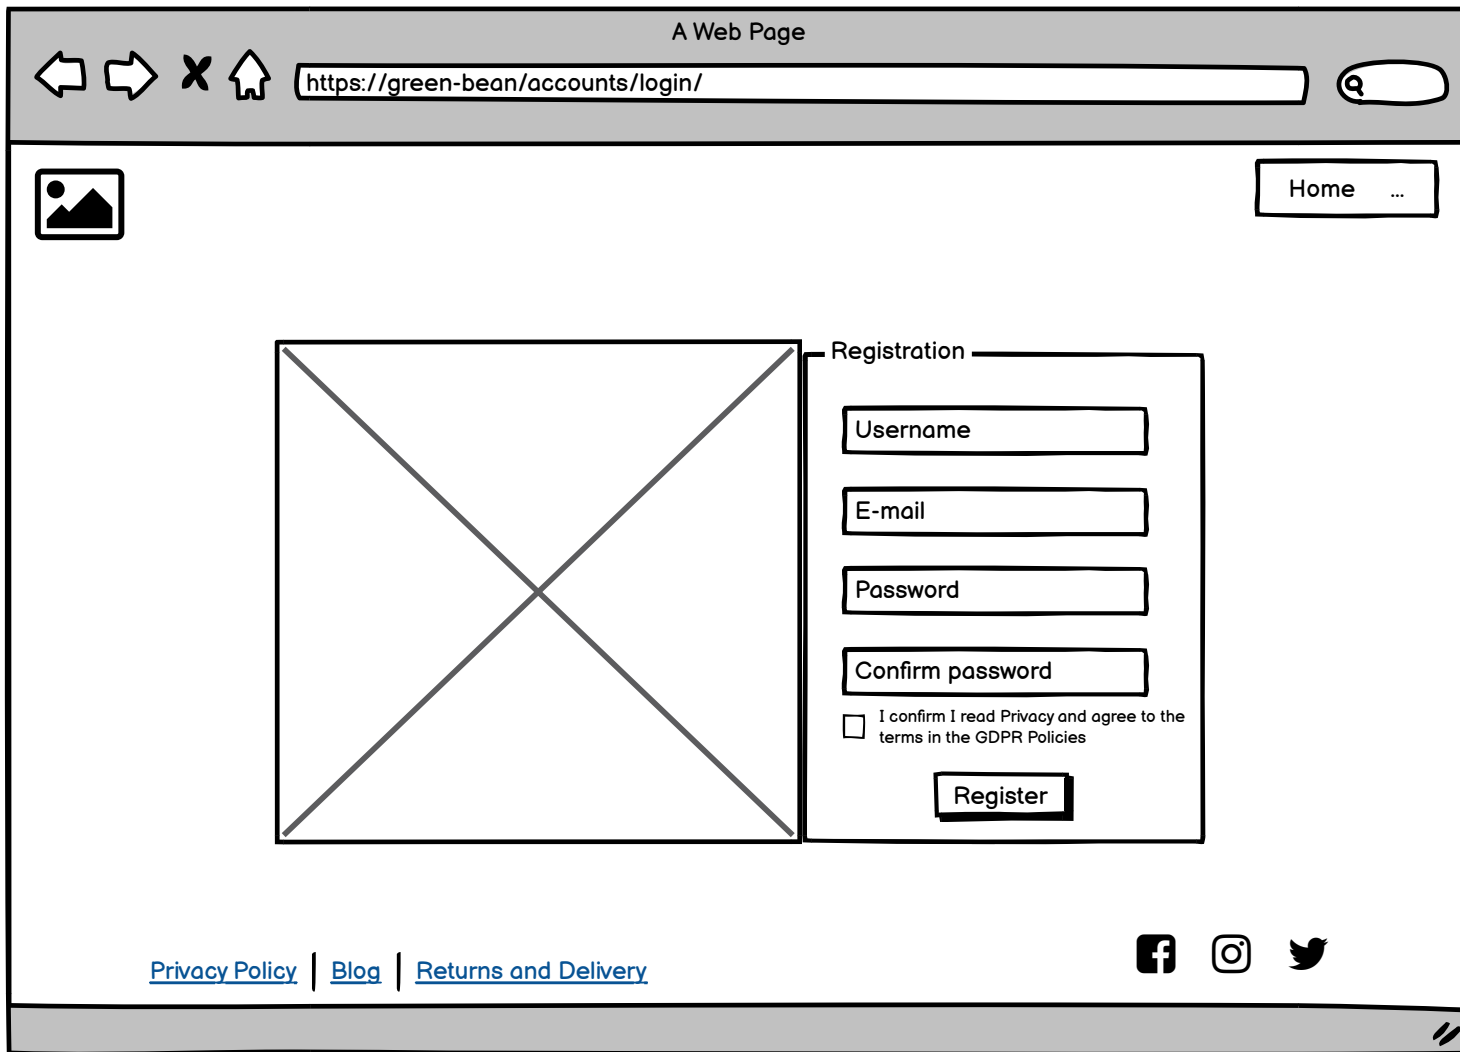 A Web Page
https://green-bean/accounts/login/
Home ...
Registration
Username
E-mail
Password
Confirm password
I confirm I read Privacy and agree to the
terms in the GDPR Policies
Register
Privacy Policy | Blog | Returns and Delivery